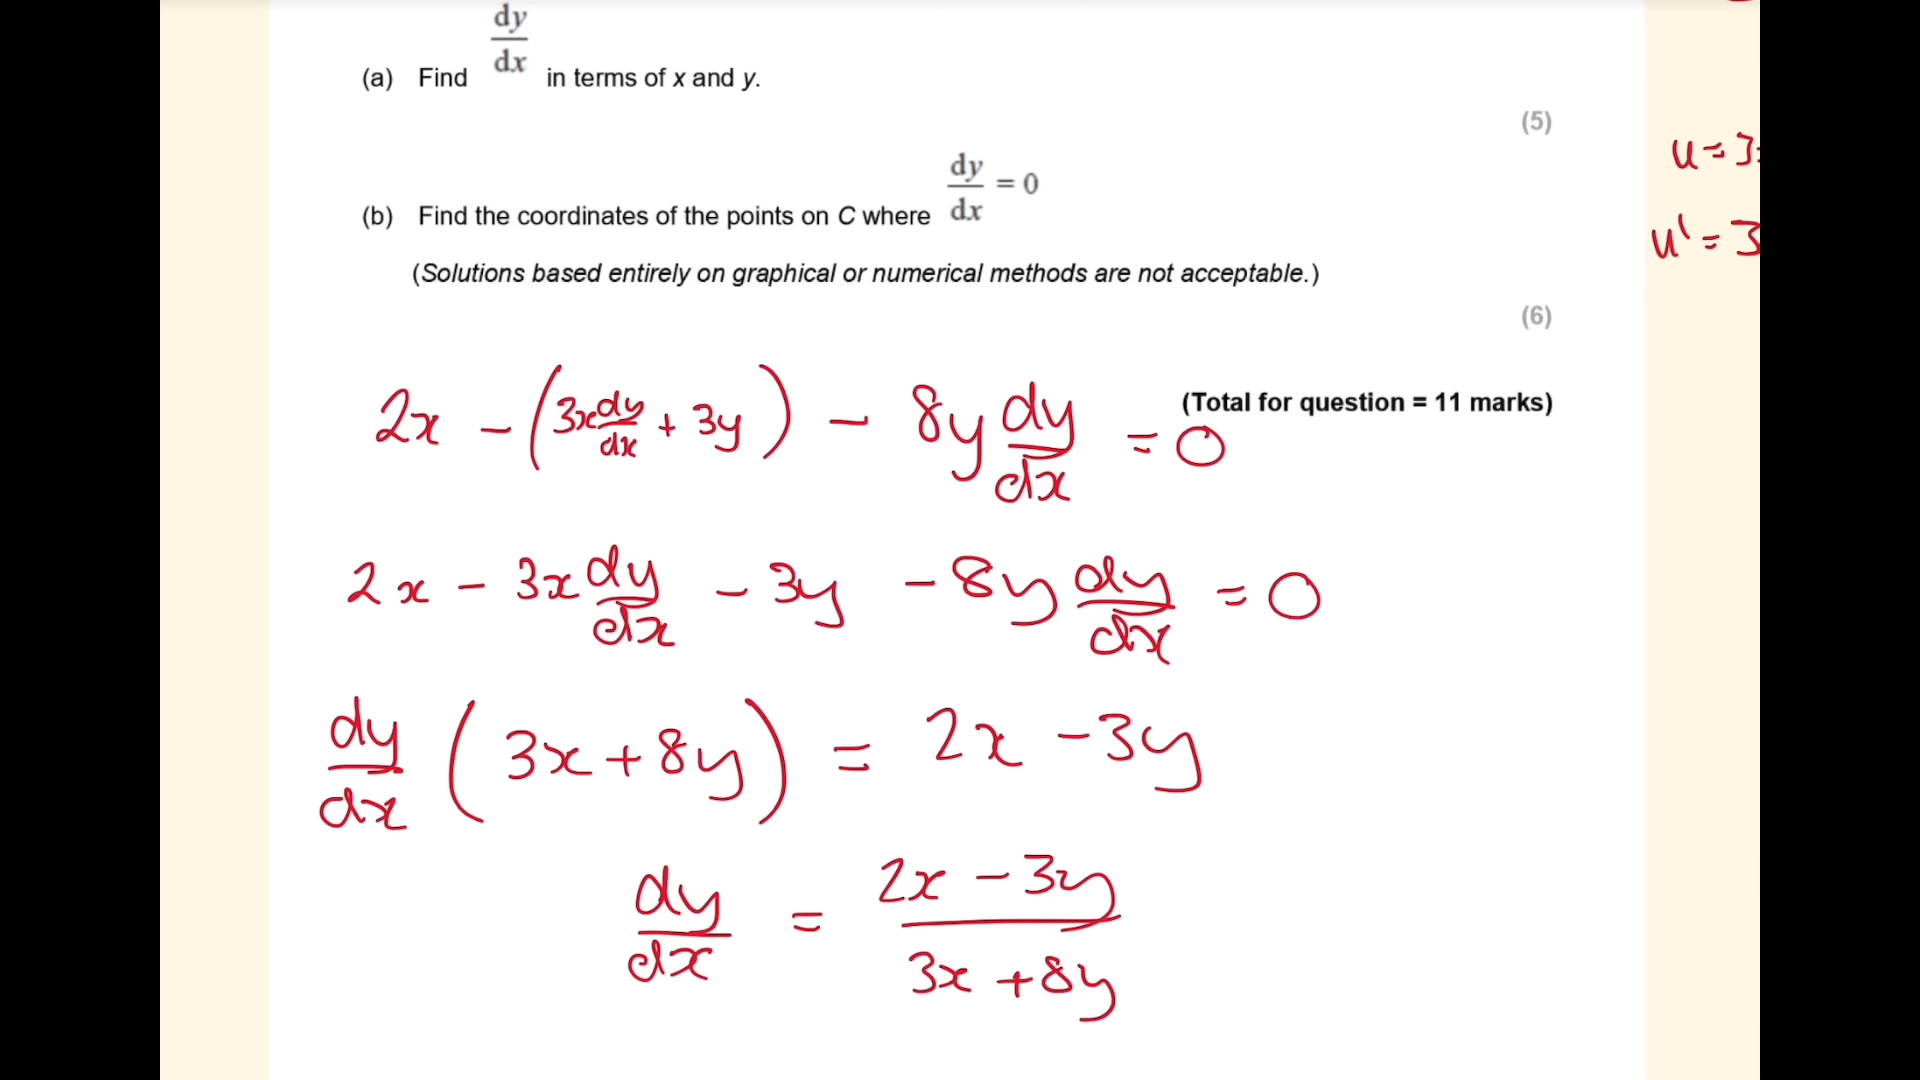 (a) Find dy/dx in terms of x and y.
(5)
u = 3
(b) Find the coordinates of the points on C where dy/dx = 0
u' = 3
(Solutions based entirely on graphical or numerical methods are not acceptable.)
(6)
(Total for question = 11 marks)
2x - (3x dy/dx + 3y) - 8y dy/dx = 0
2x - 3x dy/dx - 3y - 8y dy/dx = 0
dy/dx (3x + 8y) = 2x - 3y
dy/dx = (2x - 3y)/(3x + 8y)